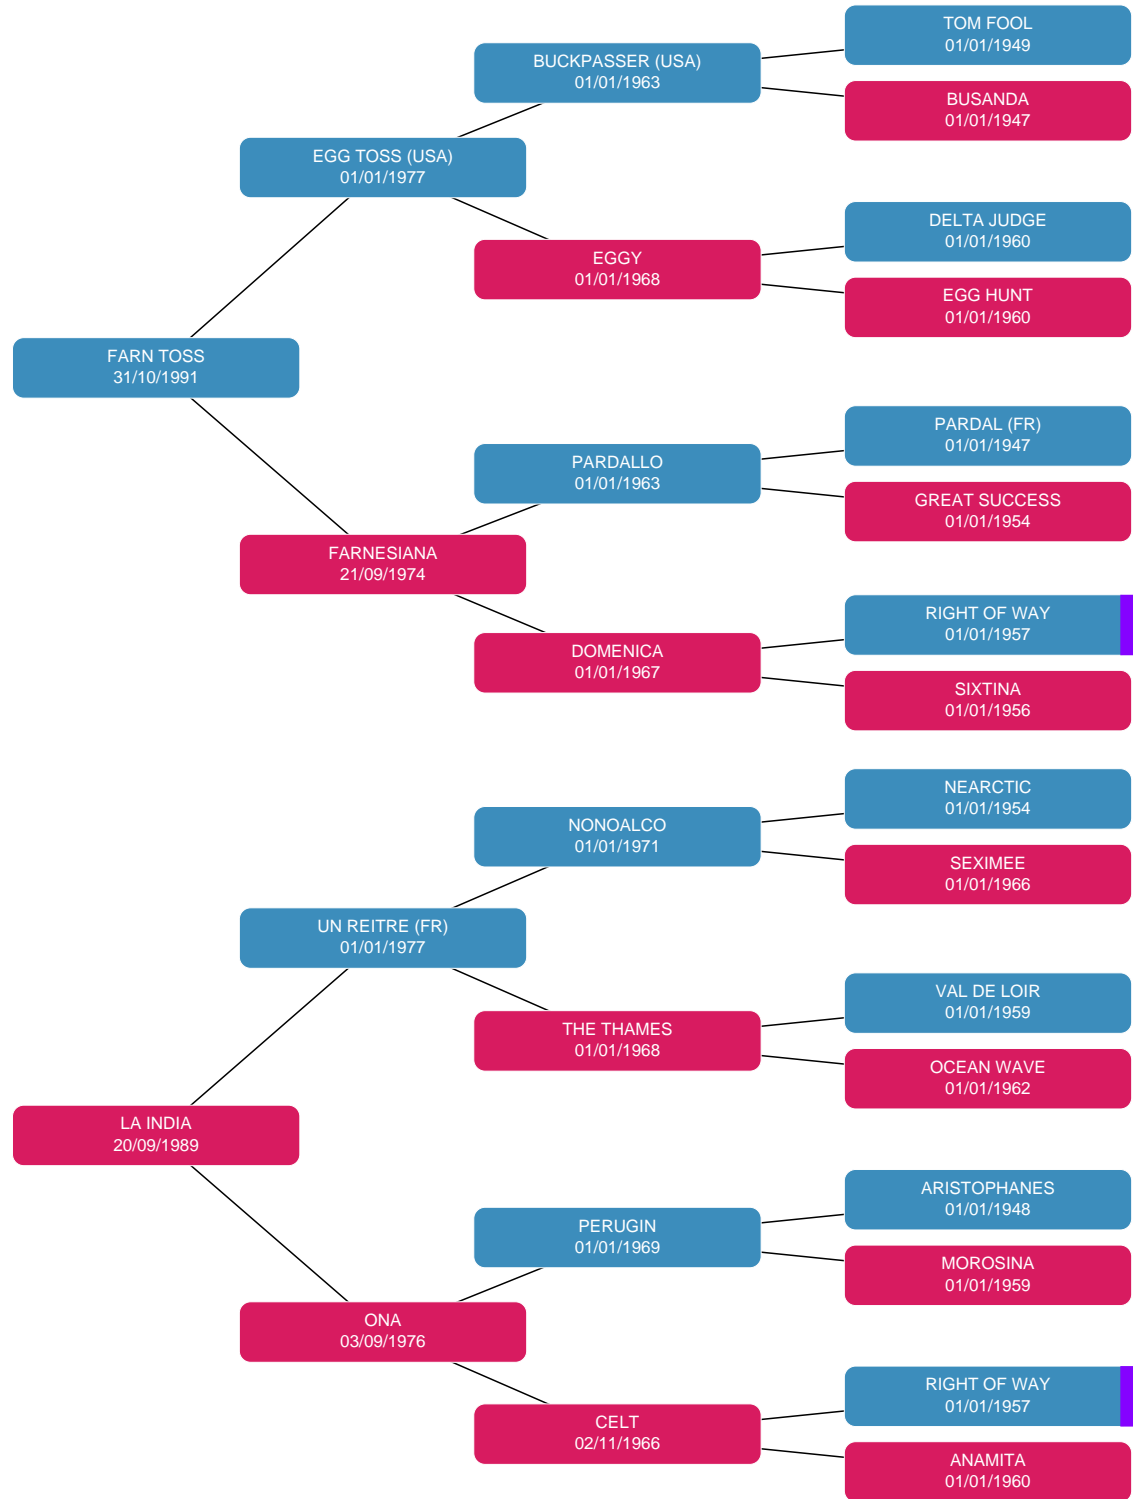 TOM FOOL
01/01/1949
BUCKPASSER (USA)
01/01/1963
BUSANDA
01/01/1947
EGG TOSS (USA)
01/01/1977
DELTA JUDGE
01/01/1960
EGGY
01/01/1968
EGG HUNT
01/01/1960
FARN TOSS
31/10/1991
PARDAL (FR)
01/01/1947
PARDALLO
01/01/1963
GREAT SUCCESS
01/01/1954
FARNESIANA
21/09/1974
RIGHT OF WAY
01/01/1957
DOMENICA
01/01/1967
SIXTINA
01/01/1956
NEARCTIC
01/01/1954
NONOALCO
01/01/1971
SEXIMEE
01/01/1966
UN REITRE (FR)
01/01/1977
VAL DE LOIR
01/01/1959
THE THAMES
01/01/1968
OCEAN WAVE
01/01/1962
LA INDIA
20/09/1989
ARISTOPHANES
01/01/1948
PERUGIN
01/01/1969
MOROSINA
01/01/1959
ONA
03/09/1976
RIGHT OF WAY
01/01/1957
CELT
02/11/1966
ANAMITA
01/01/1960